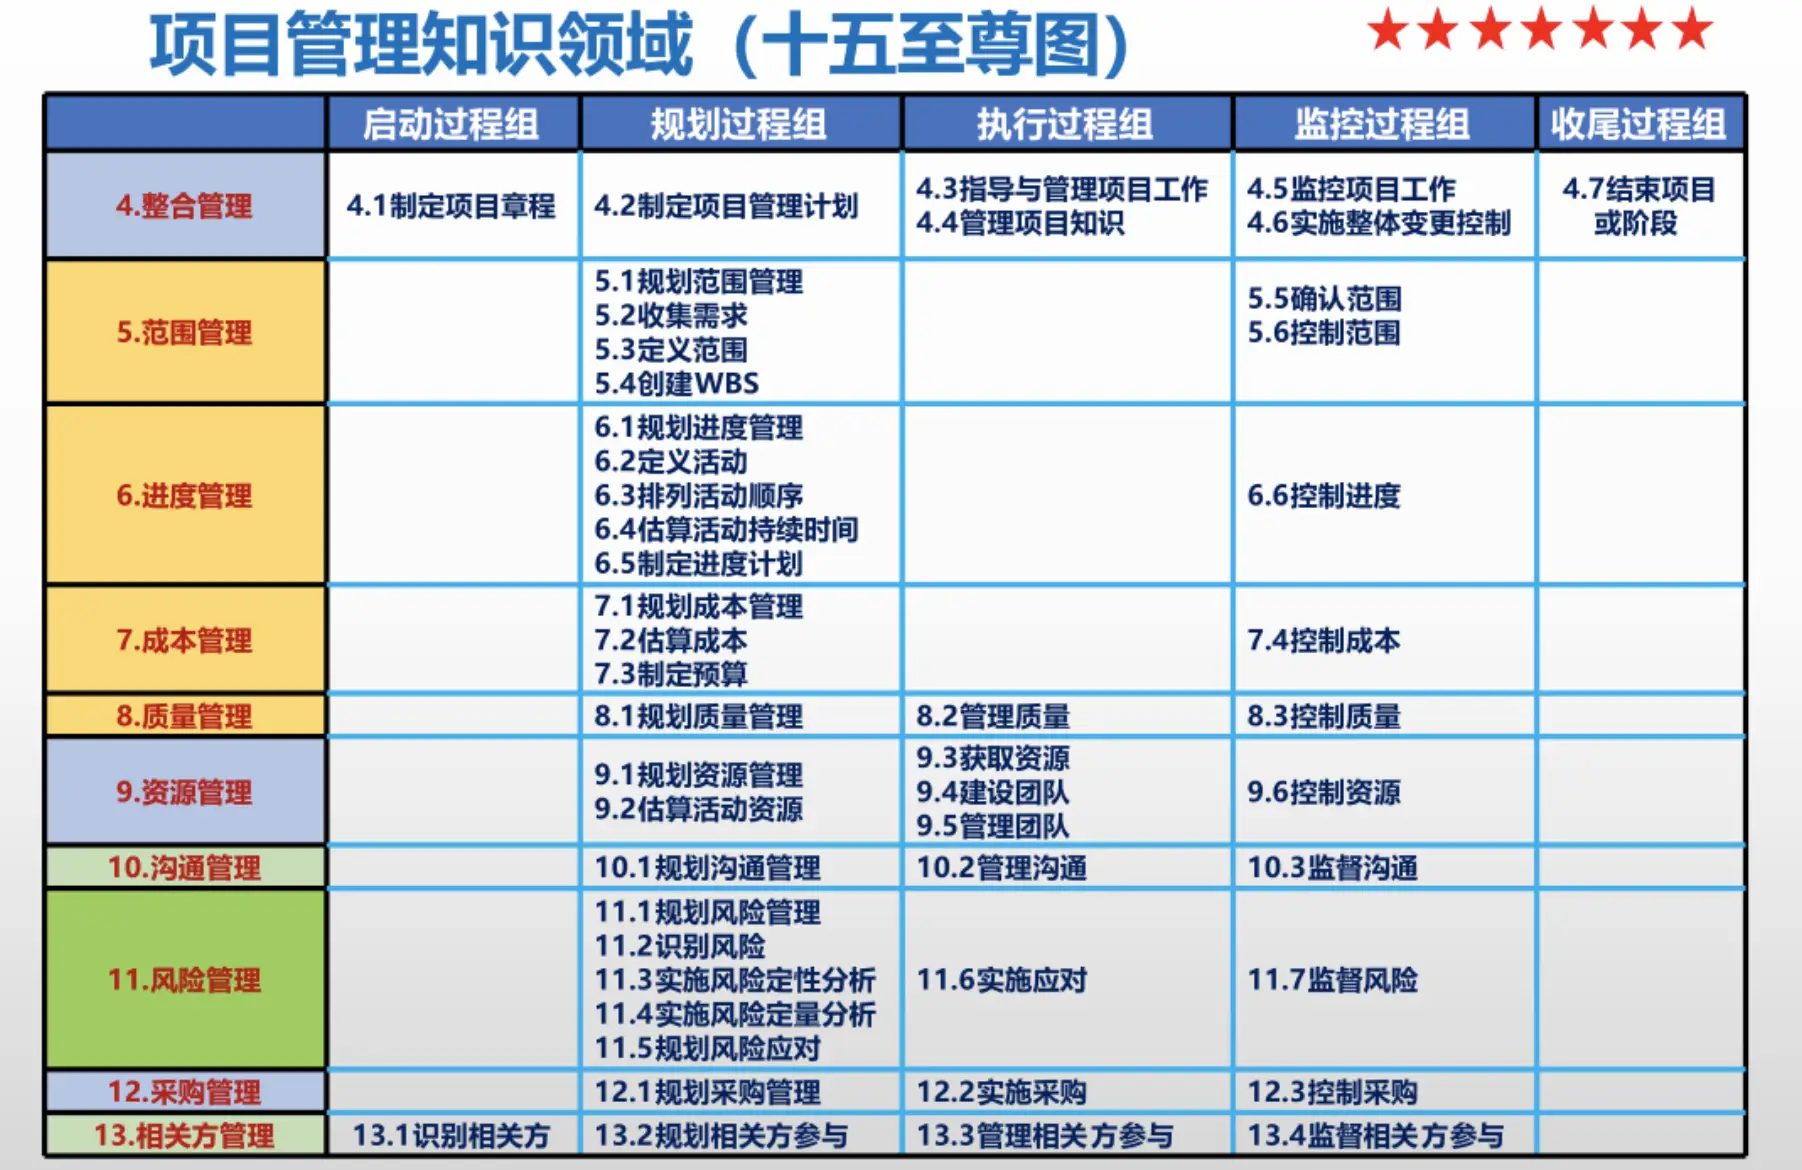 项目管理知识领域（十五至尊图）
启动过程组
规划过程组
执行过程组
监控过程组
收尾过程组
4.整合管理
4.1制定项目章程
4.2制定项目管理计划
4.3指导与管理项目工作
4.4管理项目知识
4.5监控项目工作
4.6实施整体变更控制
4.7结束项目
或阶段
5.范围管理
5.1规划范围管理
5.2收集需求
5.3定义范围
5.4创建WBS
5.5确认范围
5.6控制范围
6.进度管理
6.1规划进度管理
6.2定义活动
6.3排列活动顺序
6.4估算活动持续时间
6.5制定进度计划
6.6控制进度
7.成本管理
7.1规划成本管理
7.2估算成本
7.3制定预算
7.4控制成本
8.质量管理
8.1规划质量管理
8.2管理质量
8.3控制质量
9.资源管理
9.1规划资源管理
9.2估算活动资源
9.3获取资源
9.4建设团队
9.5管理团队
9.6控制资源
10.沟通管理
10.1规划沟通管理
10.2管理沟通
10.3监督沟通
11.风险管理
11.1规划风险管理
11.2识别风险
11.3实施风险定性分析
11.4实施风险定量分析
11.5规划风险应对
11.6实施应对
11.7监督风险
12.采购管理
12.1规划采购管理
12.2实施采购
12.3控制采购
13.相关方管理
13.1识别相关方
13.2规划相关方参与
13.3管理相关方参与
13.4监督相关方参与